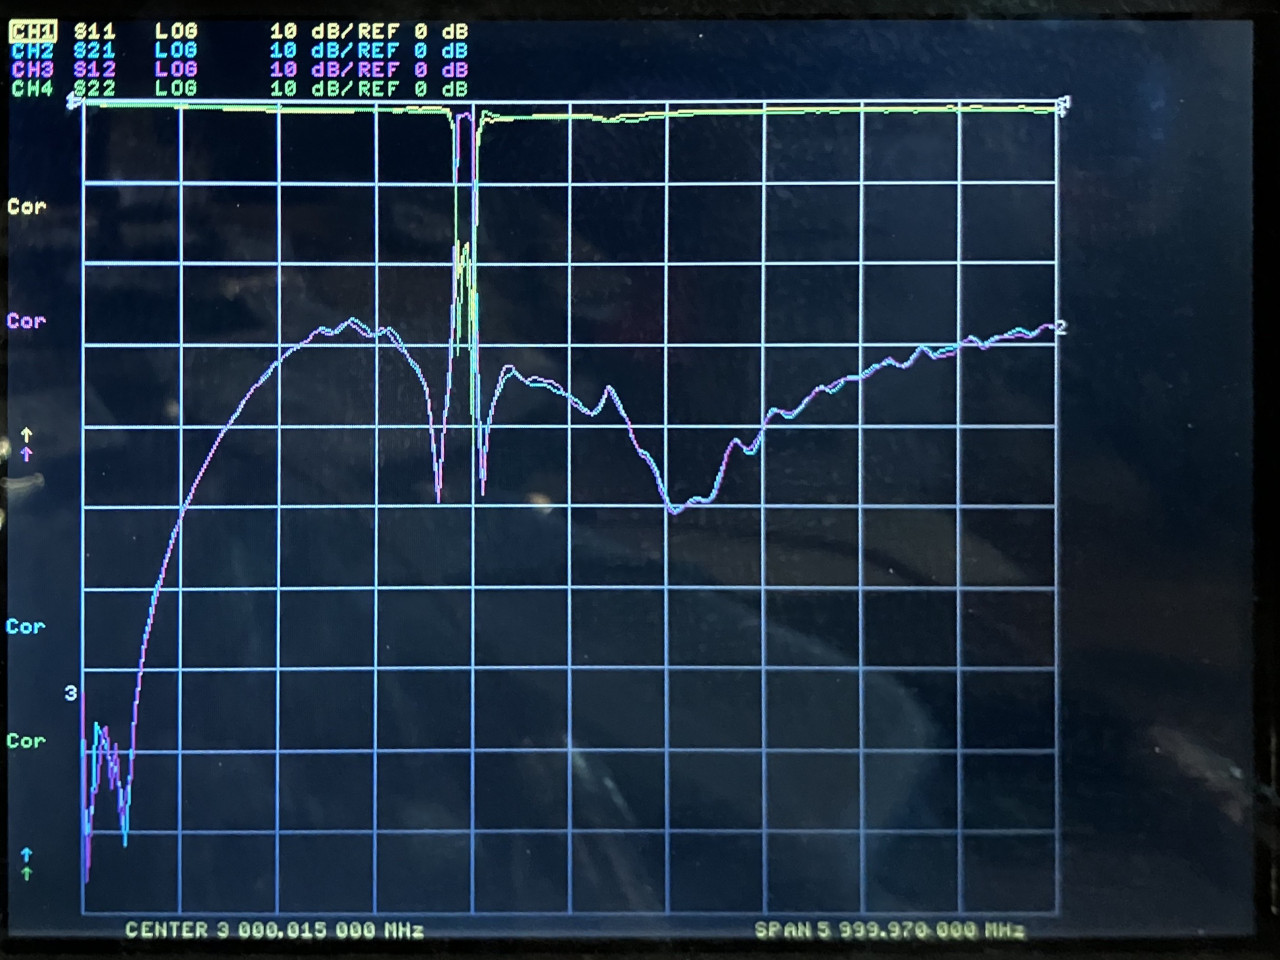 CH1 S11 LOG 10 dB/REF 0 dB
CH2 S21 LOG 10 dB/REF 0 dB
CH3 S12 LOG 10 dB/REF 0 dB
CH4 S22 LOG 10 dB/REF 0 dB
Cor
Cor
2
↑
↑
Cor
3
Cor
↑
↑
CENTER 3 000.015 000 MHz SPAN 5 999.970 000 MHz